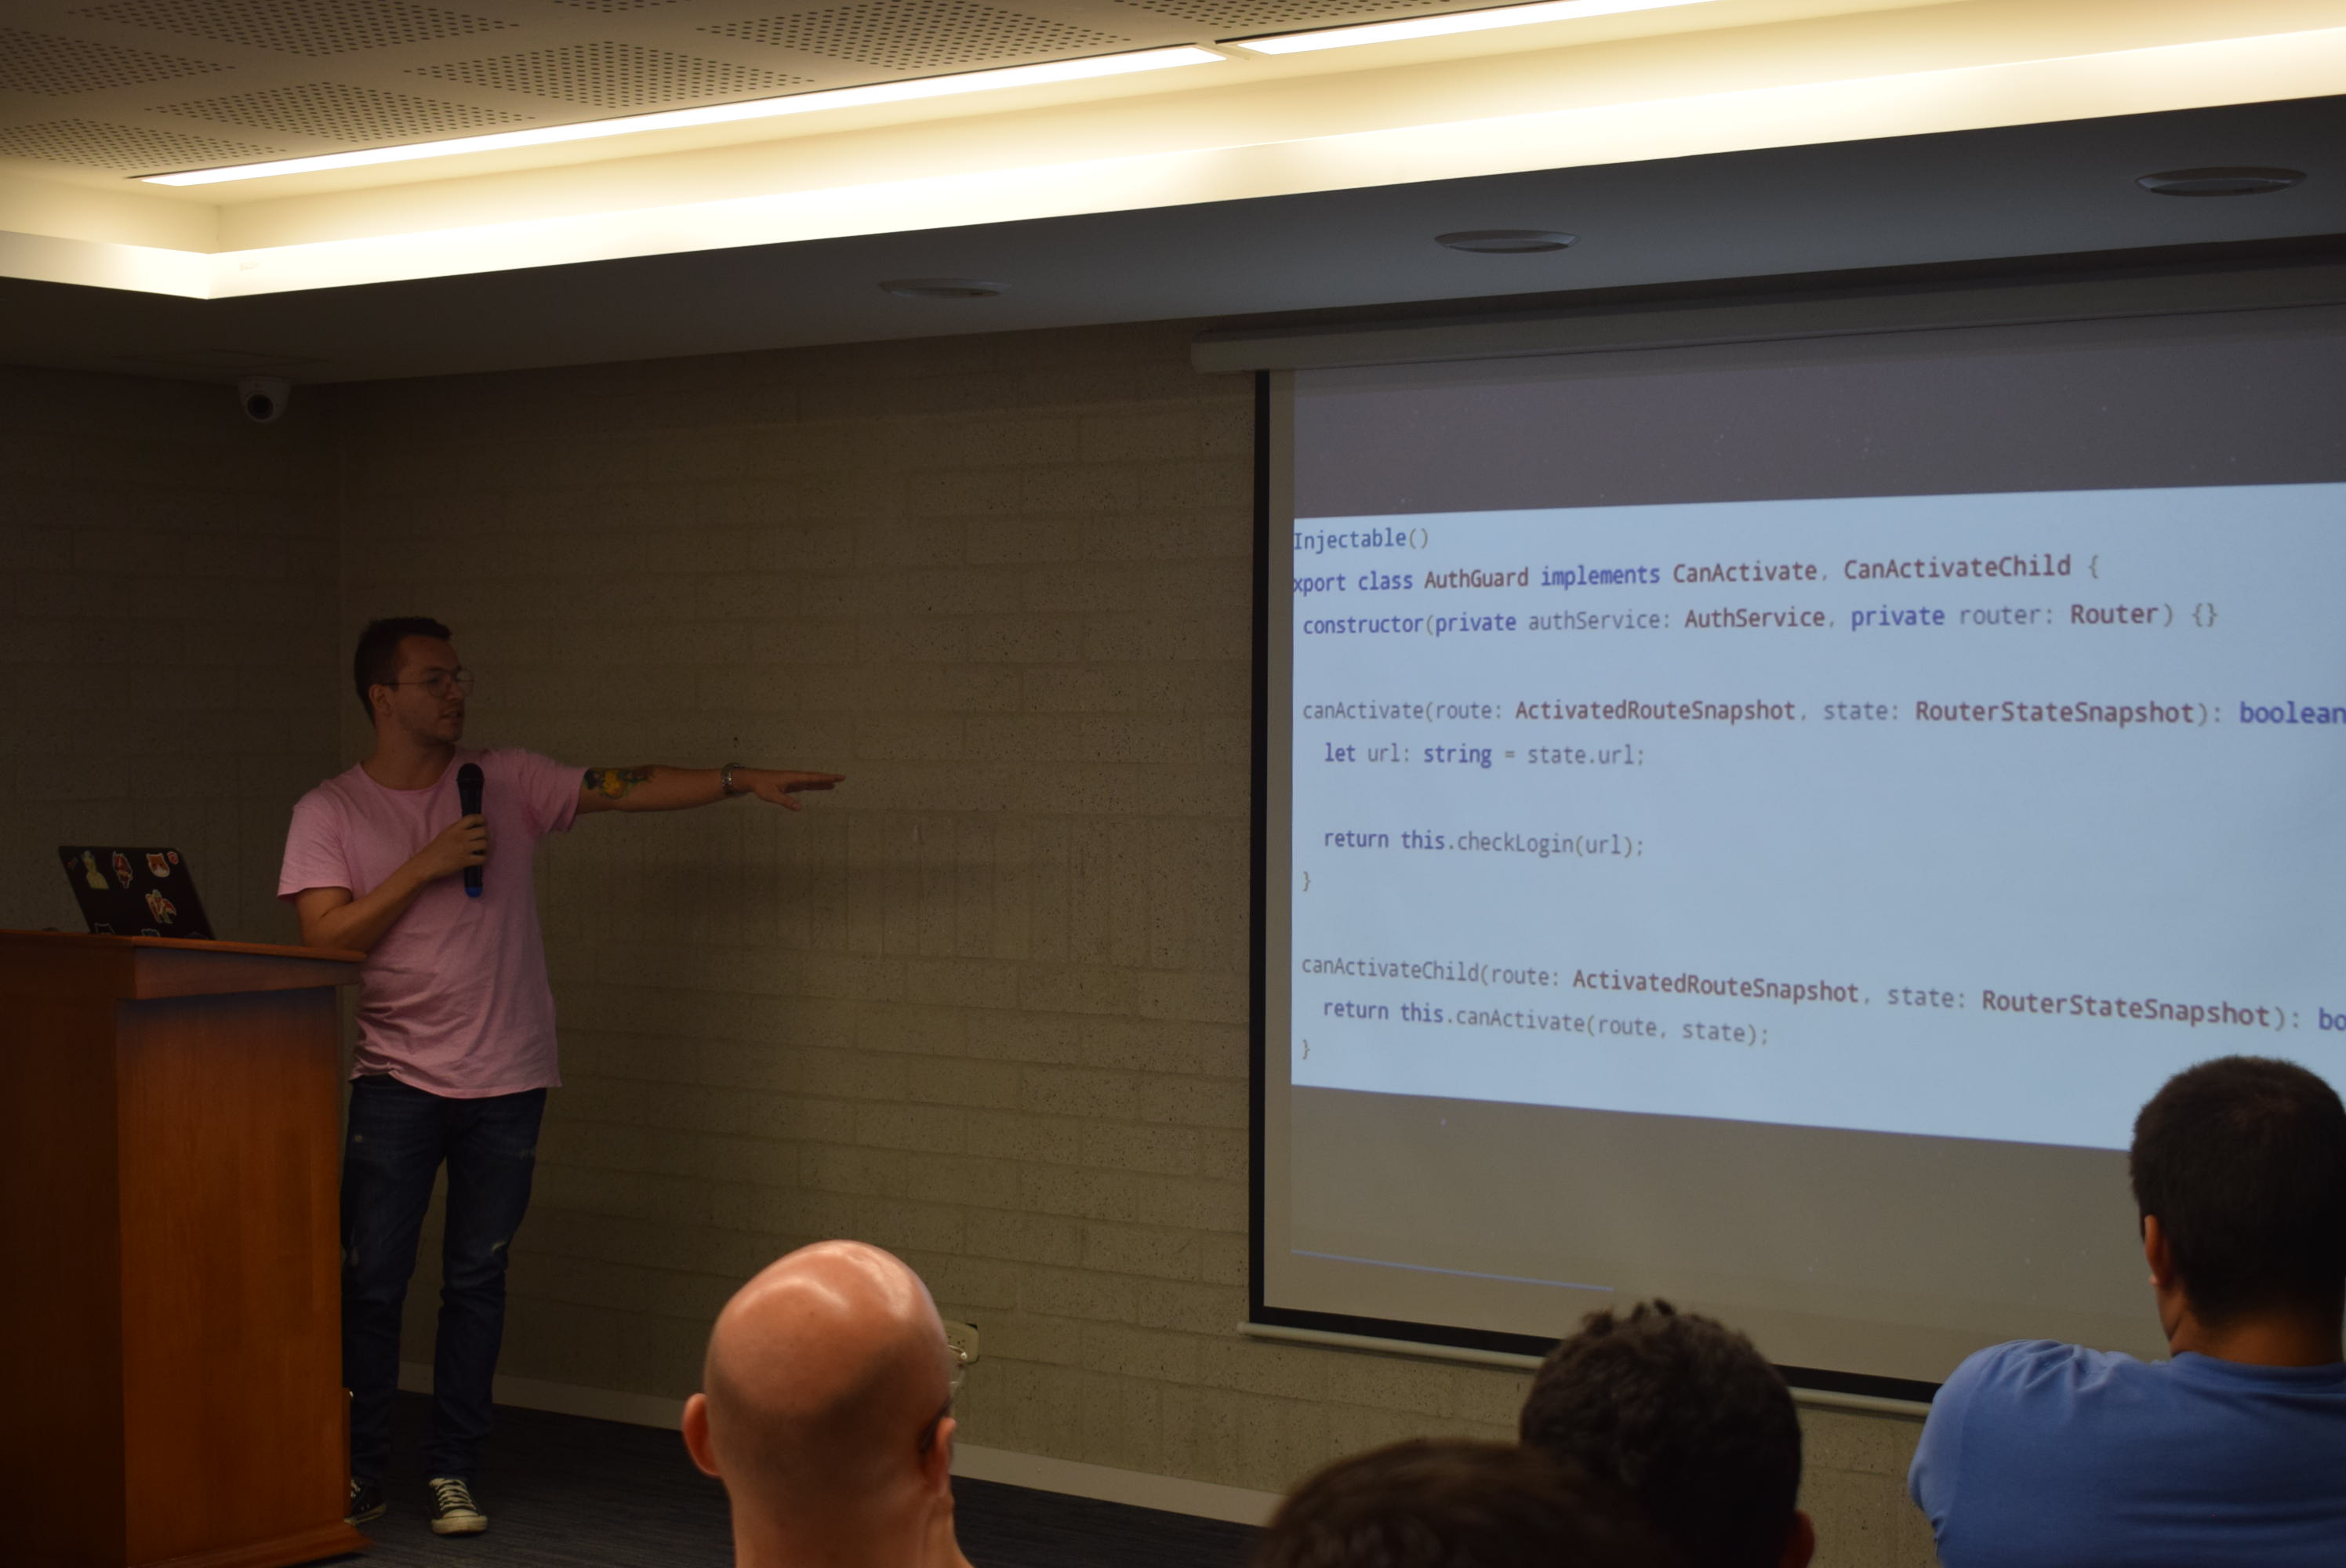 Injectable()
xport class AuthGuard implements CanActivate, CanActivateChild {
constructor(private authService: AuthService, private router: Router) {}
canActivate(route: ActivatedRouteSnapshot, state: RouterStateSnapshot): boolean
let url: string = state.url;
return this.checkLogin(url);
}
canActivateChild(route: ActivatedRouteSnapshot, state: RouterStateSnapshot): bo
return this.canActivate(route, state);
}